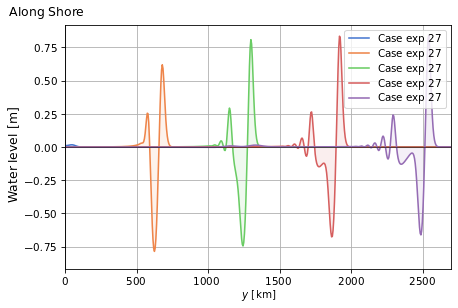 Along Shore
Water level [m]
0.75
0.50
0.25
0.00
−0.25
−0.50
−0.75
Case exp 27
Case exp 27
Case exp 27
Case exp 27
Case exp 27
0 500 1000 1500 2000 2500
y [km]